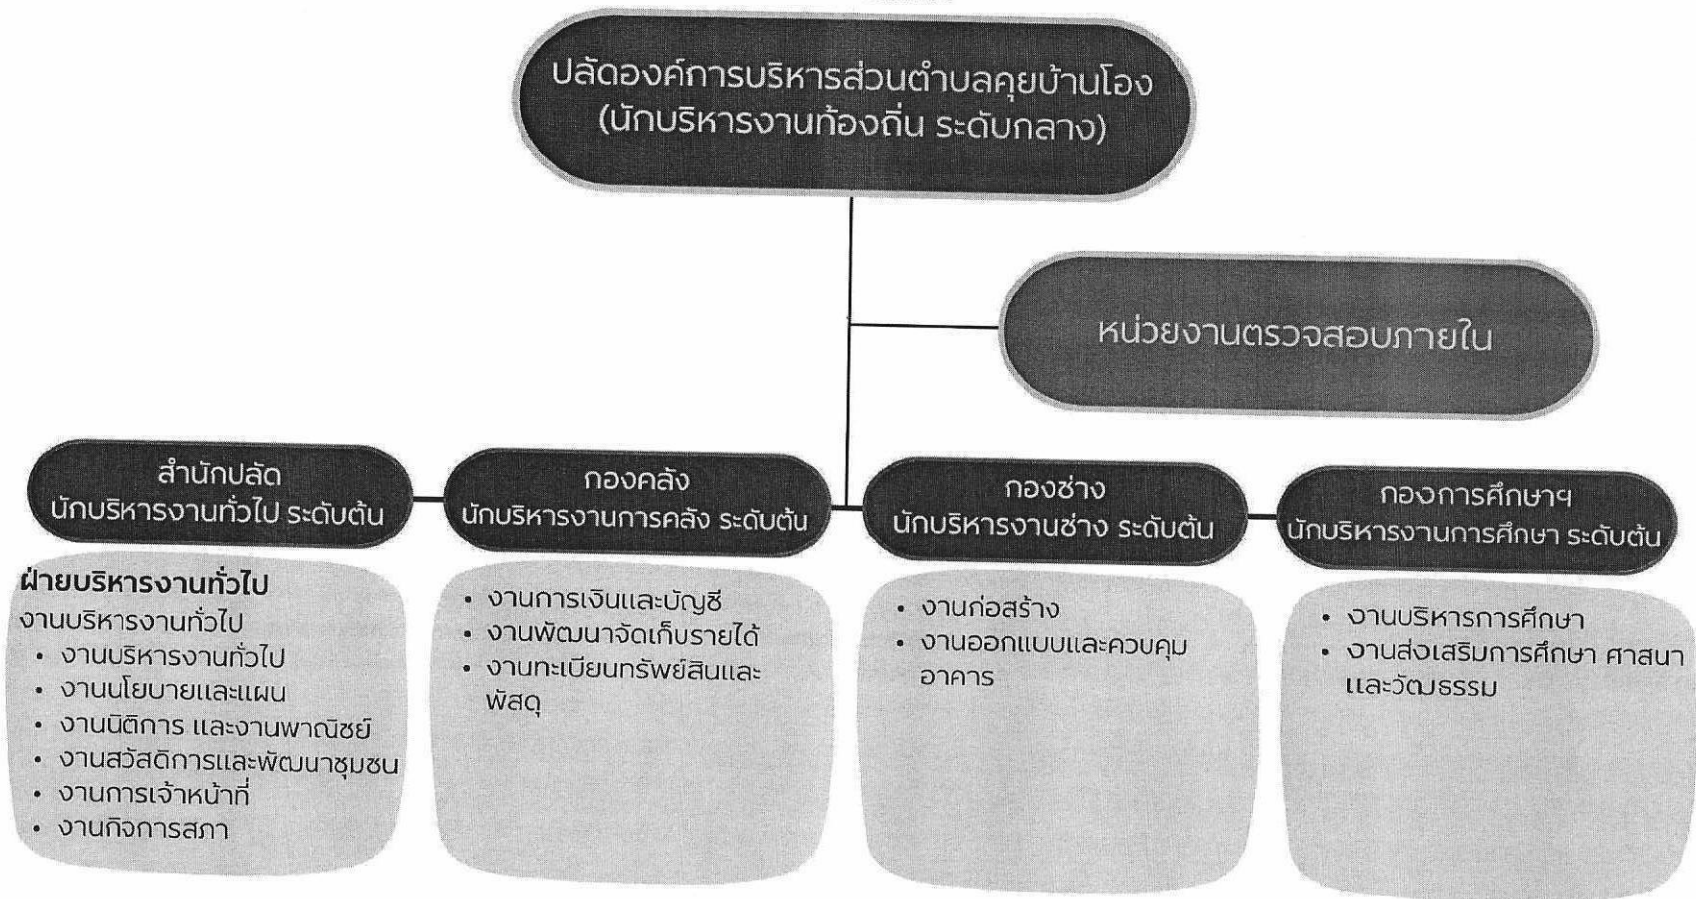 ปลัดองค์การบริหารส่วนตำบลคุยบ้านโอง
(นักบริหารงานท้องถิ่น ระดับกลาง)
หน่วยงานตรวจสอบภายใน
สำนักปลัด
นักบริหารงานทั่วไป ระดับต้น
ฝ่ายบริหารงานทั่วไป
งานบริหารงานทั่วไป
• งานบริหารงานทั่วไป
• งานนโยบายและแผน
• งานนิติการ และงานพาณิชย์
• งานสวัสดิการและพัฒนาชุมชน
• งานการเจ้าหน้าที่
• งานกิจการสภา
กองคลัง
นักบริหารงานการคลัง ระดับต้น
• งานการเงินและบัญชี
• งานพัฒนาจัดเก็บรายได้
• งานทะเบียนทรัพย์สินและ
พัสดุ
กองช่าง
นักบริหารงานช่าง ระดับต้น
• งานก่อสร้าง
• งานออกแบบและควบคุม
อาคาร
กองการศึกษาฯ
นักบริหารงานการศึกษา ระดับต้น
• งานบริหารการศึกษา
• งานส่งเสริมการศึกษา ศาสนา
และวัฒธรรม